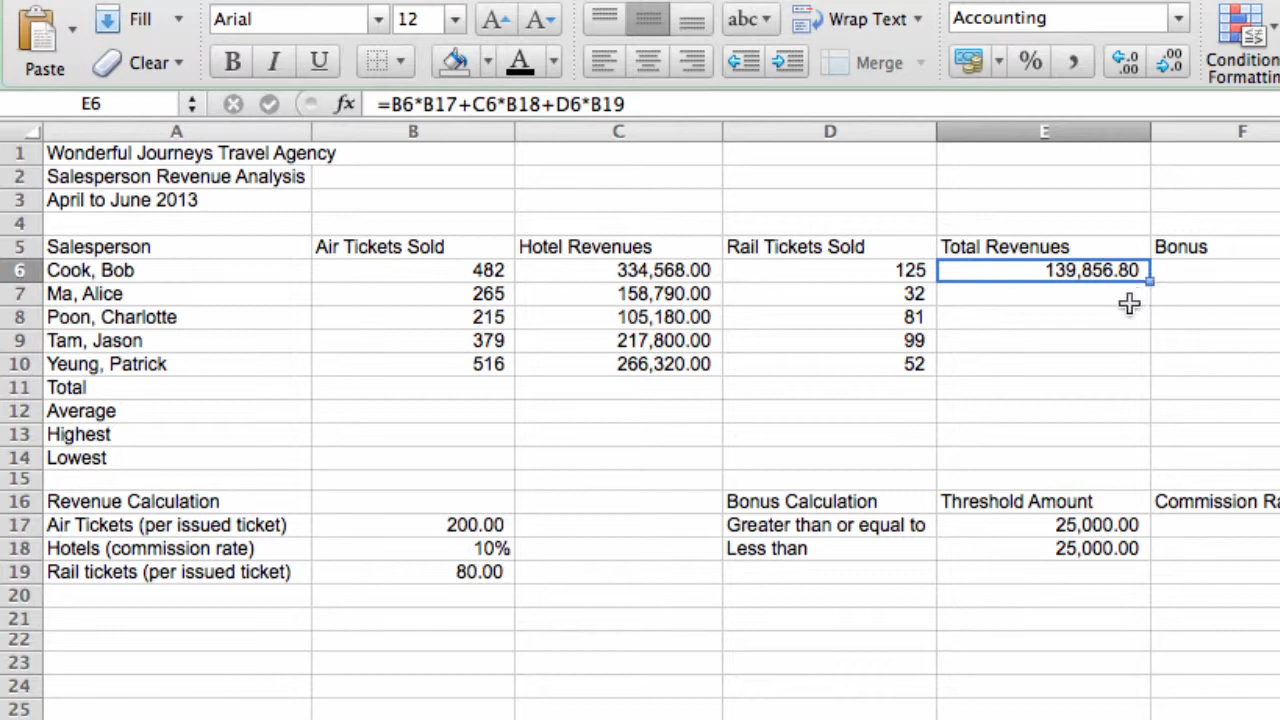 Fill Arial 12 A A abc Wrap Text Accounting
Paste Clear B I U A Merge % , .0 .00 .00 .0 Condition
Formatting
E6 fx =B6*B17+C6*B18+D6*B19
A B C D E F
1 Wonderful Journeys Travel Agency
2 Salesperson Revenue Analysis
3 April to June 2013
4
5 Salesperson Air Tickets Sold Hotel Revenues Rail Tickets Sold Total Revenues Bonus
6 Cook, Bob 482 334,568.00 125 139,856.80
7 Ma, Alice 265 158,790.00 32
8 Poon, Charlotte 215 105,180.00 81
9 Tam, Jason 379 217,800.00 99
10 Yeung, Patrick 516 266,320.00 52
11 Total
12 Average
13 Highest
14 Lowest
15
16 Revenue Calculation Bonus Calculation Threshold Amount Commission Ra
17 Air Tickets (per issued ticket) 200.00 Greater than or equal to 25,000.00
18 Hotels (commission rate) 10% Less than 25,000.00
19 Rail tickets (per issued ticket) 80.00
20
21
22
23
24
25